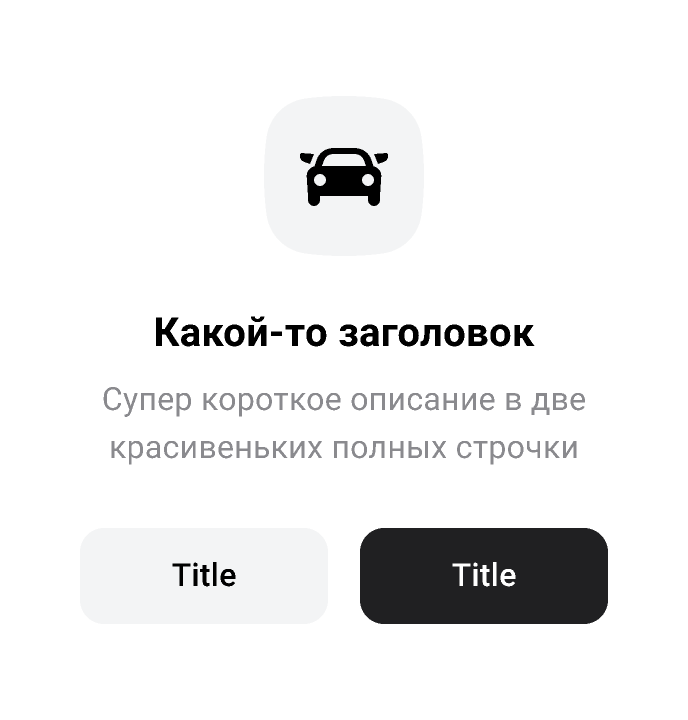 Какой-то заголовок
Супер короткое описание в две
красивеньких полных строчки
Title
Title